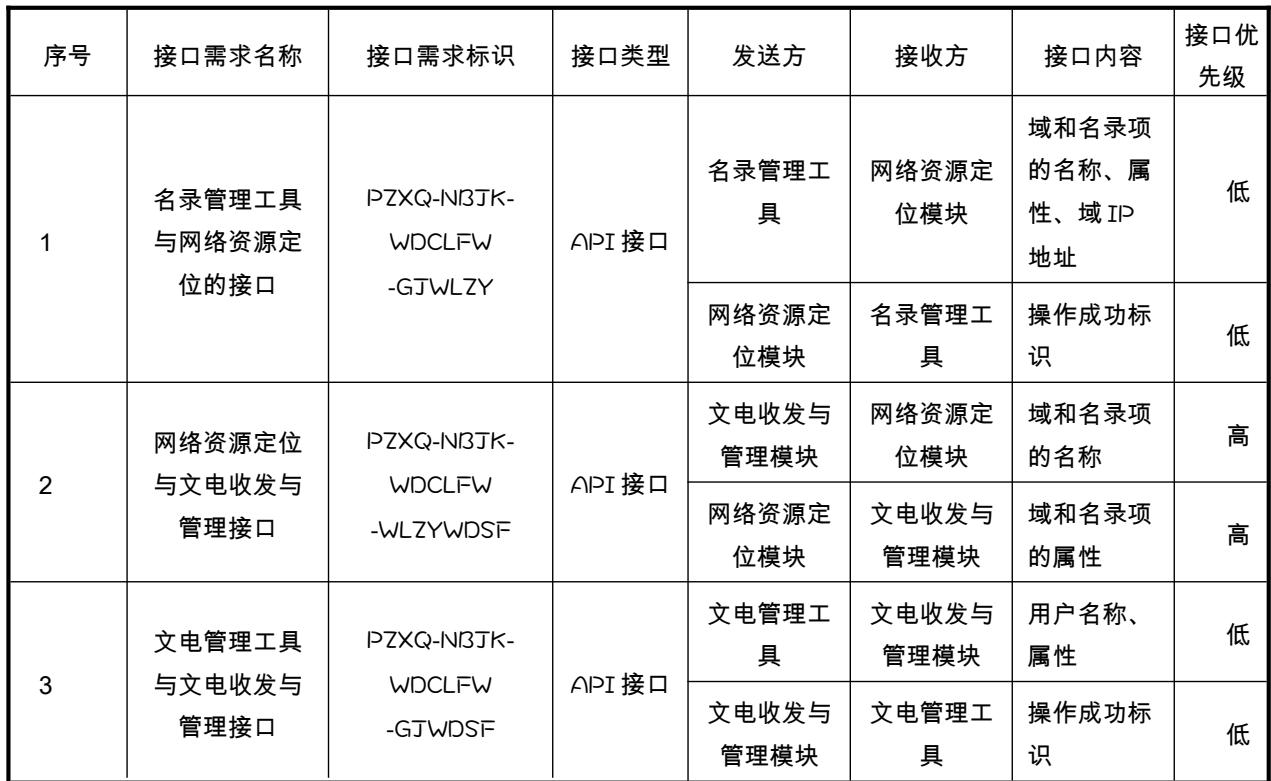 序号 接口需求名称 接口需求标识 接口类型 发送方 接收方 接口内容 接口优
先级
1
名录管理工具
与网络资源定
位的接口
PZXQ-NBJK-
WDCLFW
-GJWLZY
API 接口
名录管理工
具
网络资源定
位模块
域和名录项
的名称、属
性、域 IP
地址
低
网络资源定
位模块
名录管理工
具
操作成功标
识
低
2
网络资源定位
与文电收发与
管理接口
PZXQ-NBJK-
WDCLFW
-WLZYWDSF
API 接口
文电收发与
管理模块
网络资源定
位模块
域和名录项
的名称
高
网络资源定
位模块
文电收发与
管理模块
域和名录项
的属性
高
3
文电管理工具
与文电收发与
管理接口
PZXQ-NBJK-
WDCLFW
-GJWDSF
API 接口
文电管理工
具
文电收发与
管理模块
用户名称、
属性
低
文电收发与
管理模块
文电管理工
具
操作成功标
识
低